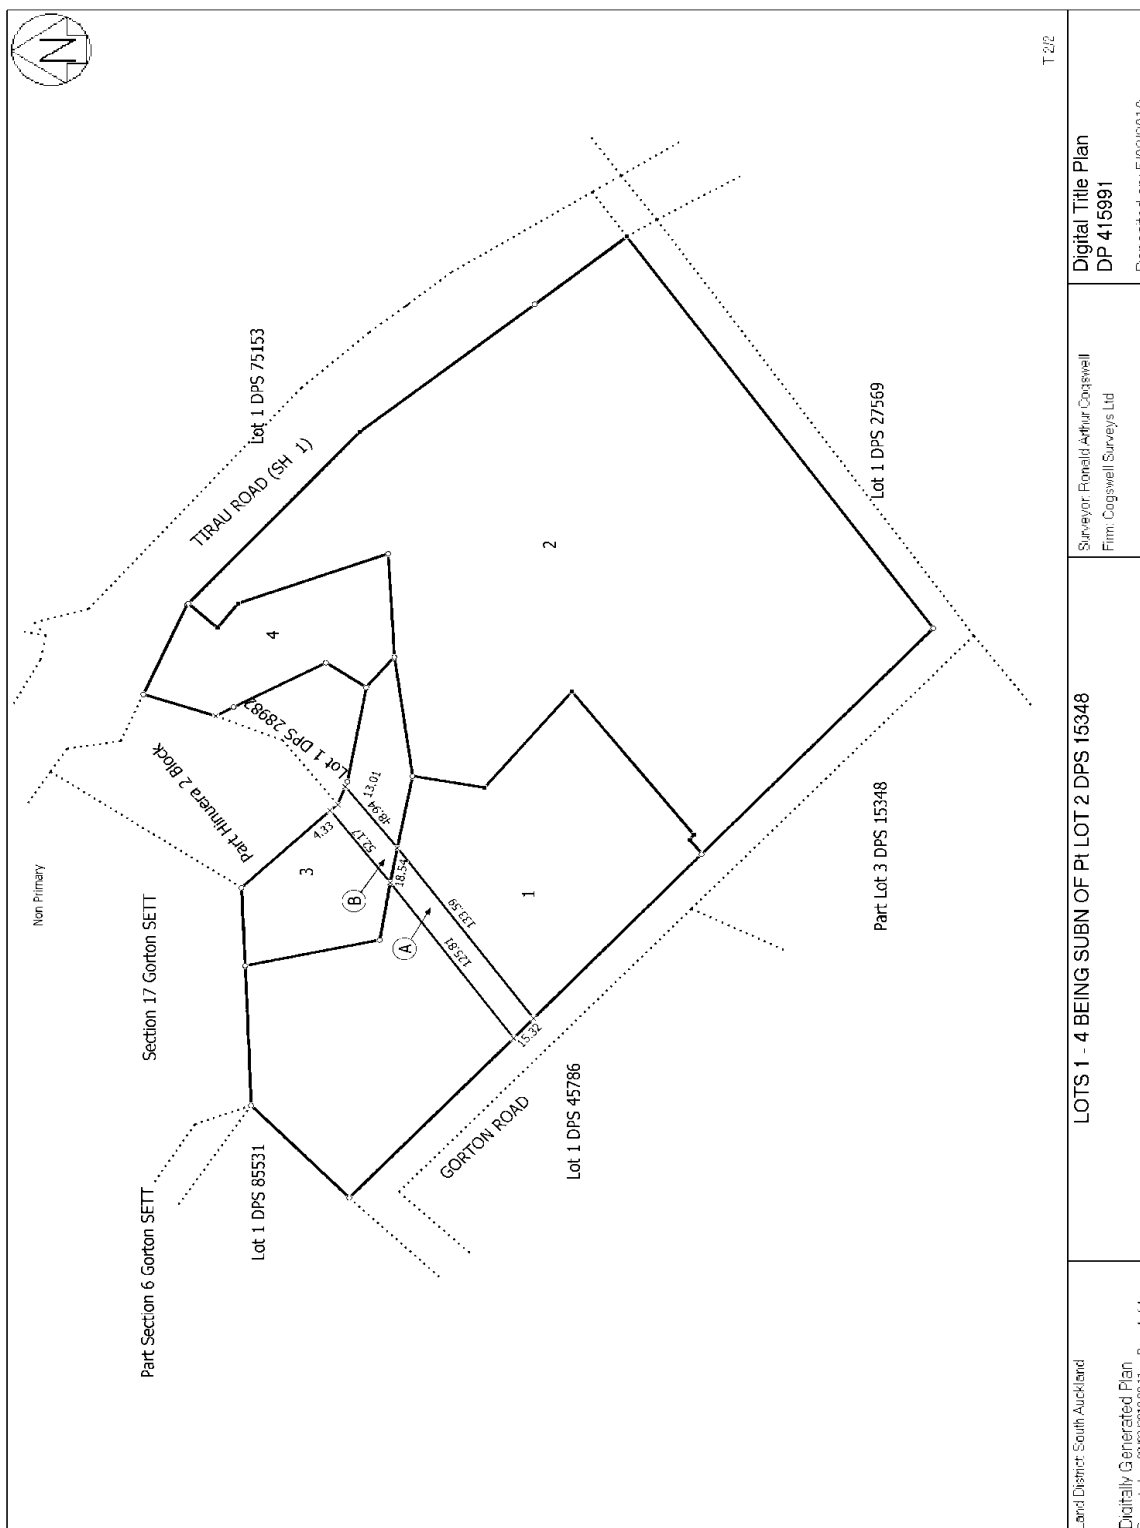 N
T 2/2
Non Primary
Part Section 6 Gorton SETT
Section 17 Gorton SETT
Part Hinuera 2 Block
Lot 1 DPS 28982
Lot 1 DPS 75153
TIRAU ROAD (SH 1)
Lot 1 DPS 85531
3
4
4.33
52.17
48.94
13.01
18.54
B
A
125.81
133.59
15.32
1
2
GORTON ROAD
Lot 1 DPS 45786
Part Lot 3 DPS 15348
Lot 1 DPS 27569
Land District: South Auckland
Digitally Generated Plan
LOTS 1 - 4 BEING SUBN OF Pt LOT 2 DPS 15348
Surveyor: Ronald Arthur Cogswell
Firm: Cogswell Surveys Ltd
Digital Title Plan
DP 415991